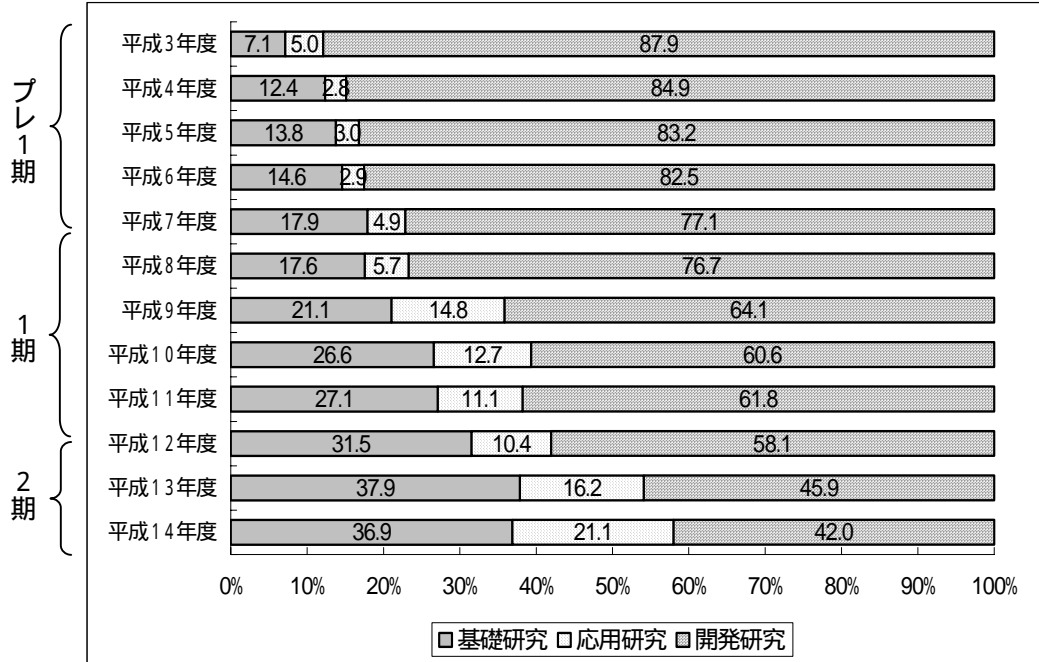 プレ1期
1期
2期
平成3年度 7.1 5.0 87.9
平成4年度 12.4 2.8 84.9
平成5年度 13.8 3.0 83.2
平成6年度 14.6 2.9 82.5
平成7年度 17.9 4.9 77.1
平成8年度 17.6 5.7 76.7
平成9年度 21.1 14.8 64.1
平成10年度 26.6 12.7 60.6
平成11年度 27.1 11.1 61.8
平成12年度 31.5 10.4 58.1
平成13年度 37.9 16.2 45.9
平成14年度 36.9 21.1 42.0
0% 10% 20% 30% 40% 50% 60% 70% 80% 90% 100%
基礎研究 応用研究 開発研究